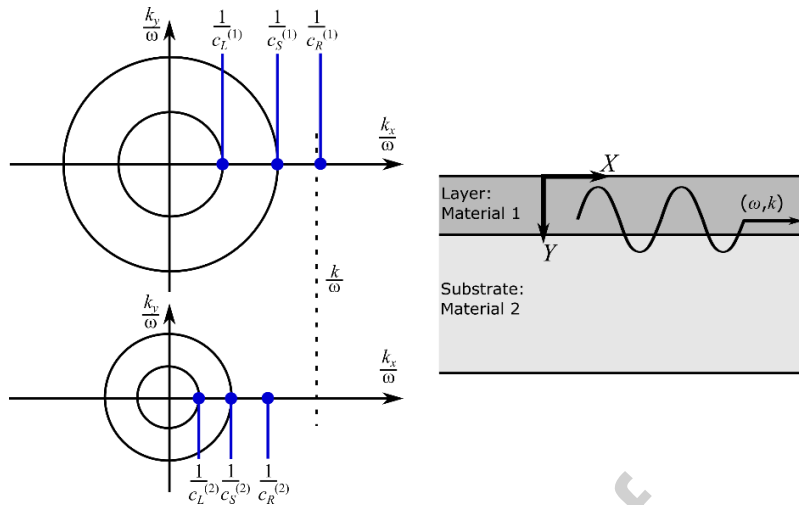 k_y/ω
1/c_L^(1)
1/c_S^(1)
1/c_R^(1)
k_x/ω
k/ω
k_y/ω
k_x/ω
1/c_L^(2)
1/c_S^(2)
1/c_R^(2)
X
Layer:
Material 1
(ω,k)
Y
Substrate:
Material 2